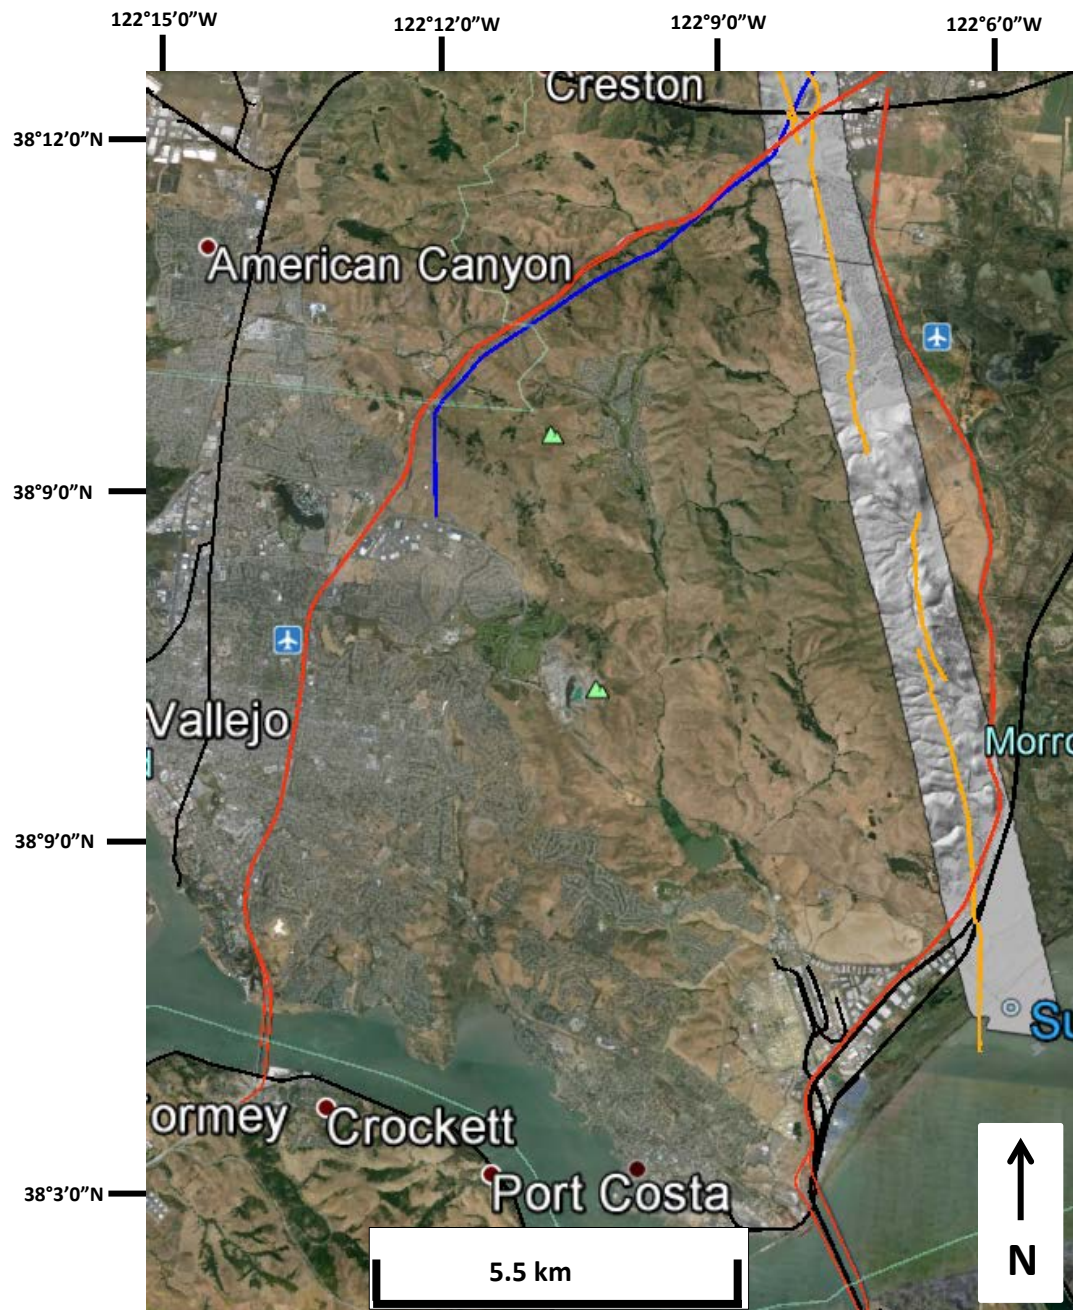 122°15’0”W
122°12’0”W
122°9’0”W
122°6’0”W
Creston
38°12’0”N
American Canyon
38°9’0”N
Vallejo
Morro
d
38°9’0”N
Su
ormey
Crockett
Port Costa
38°3’0”N
5.5 km
N